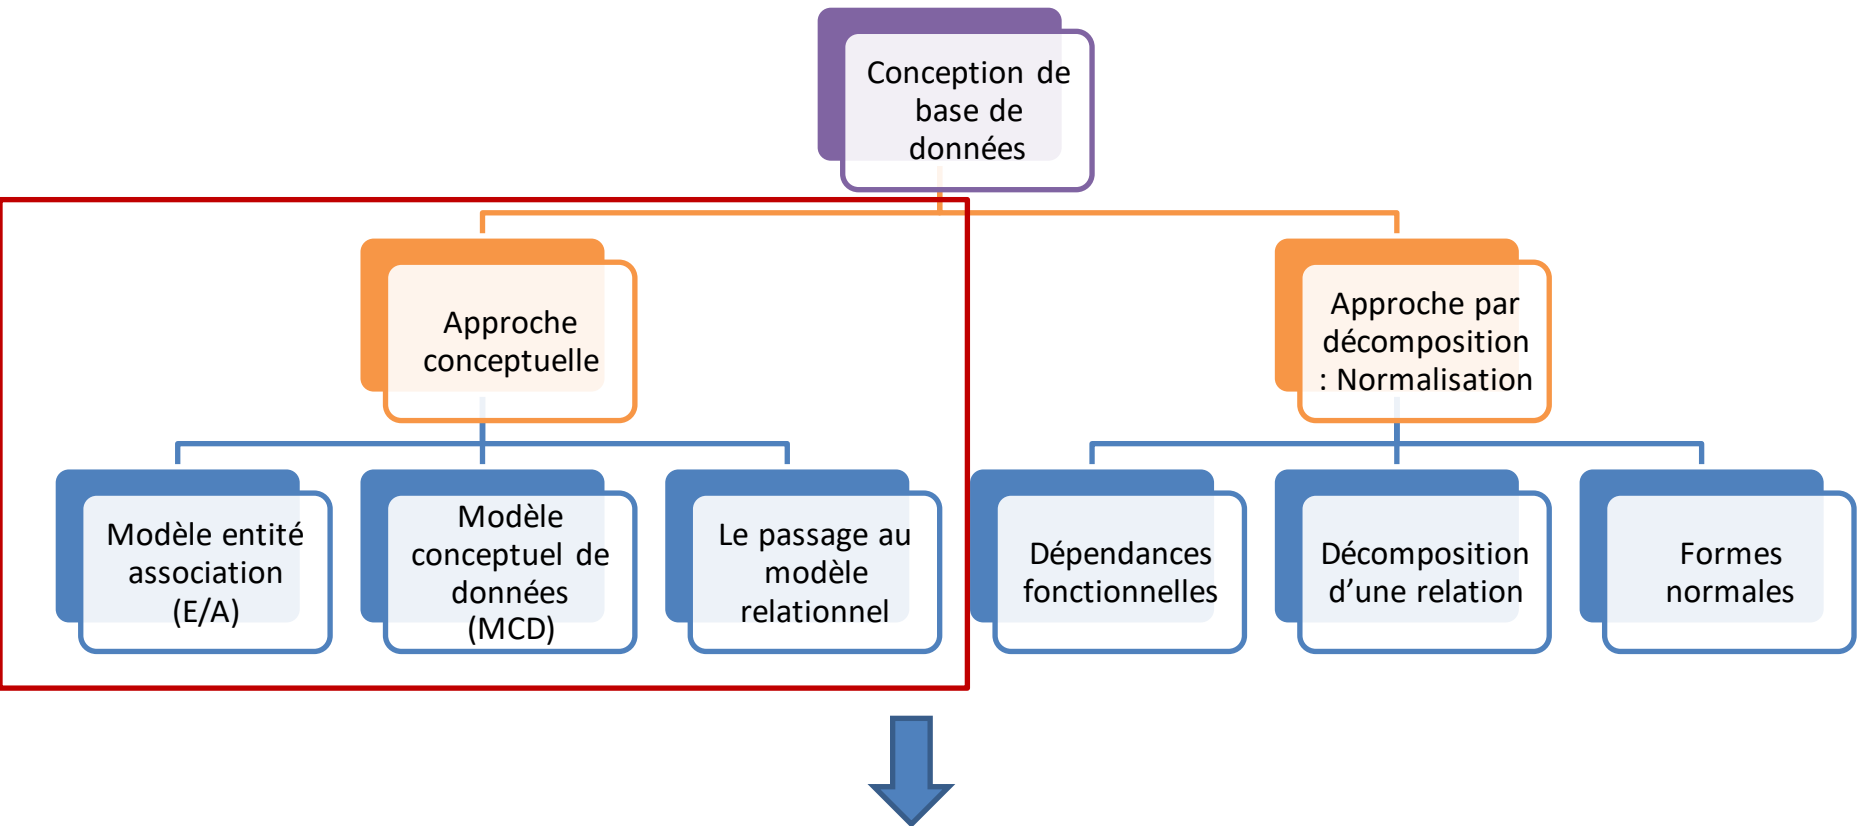 Conception de
base de
données
Approche
conceptuelle
Approche par
décomposition
: Normalisation
Modèle entité
association
(E/A)
Modèle
conceptuel de
données
(MCD)
Le passage au
modèle
relationnel
Dépendances
fonctionnelles
Décomposition
d’une relation
Formes
normales